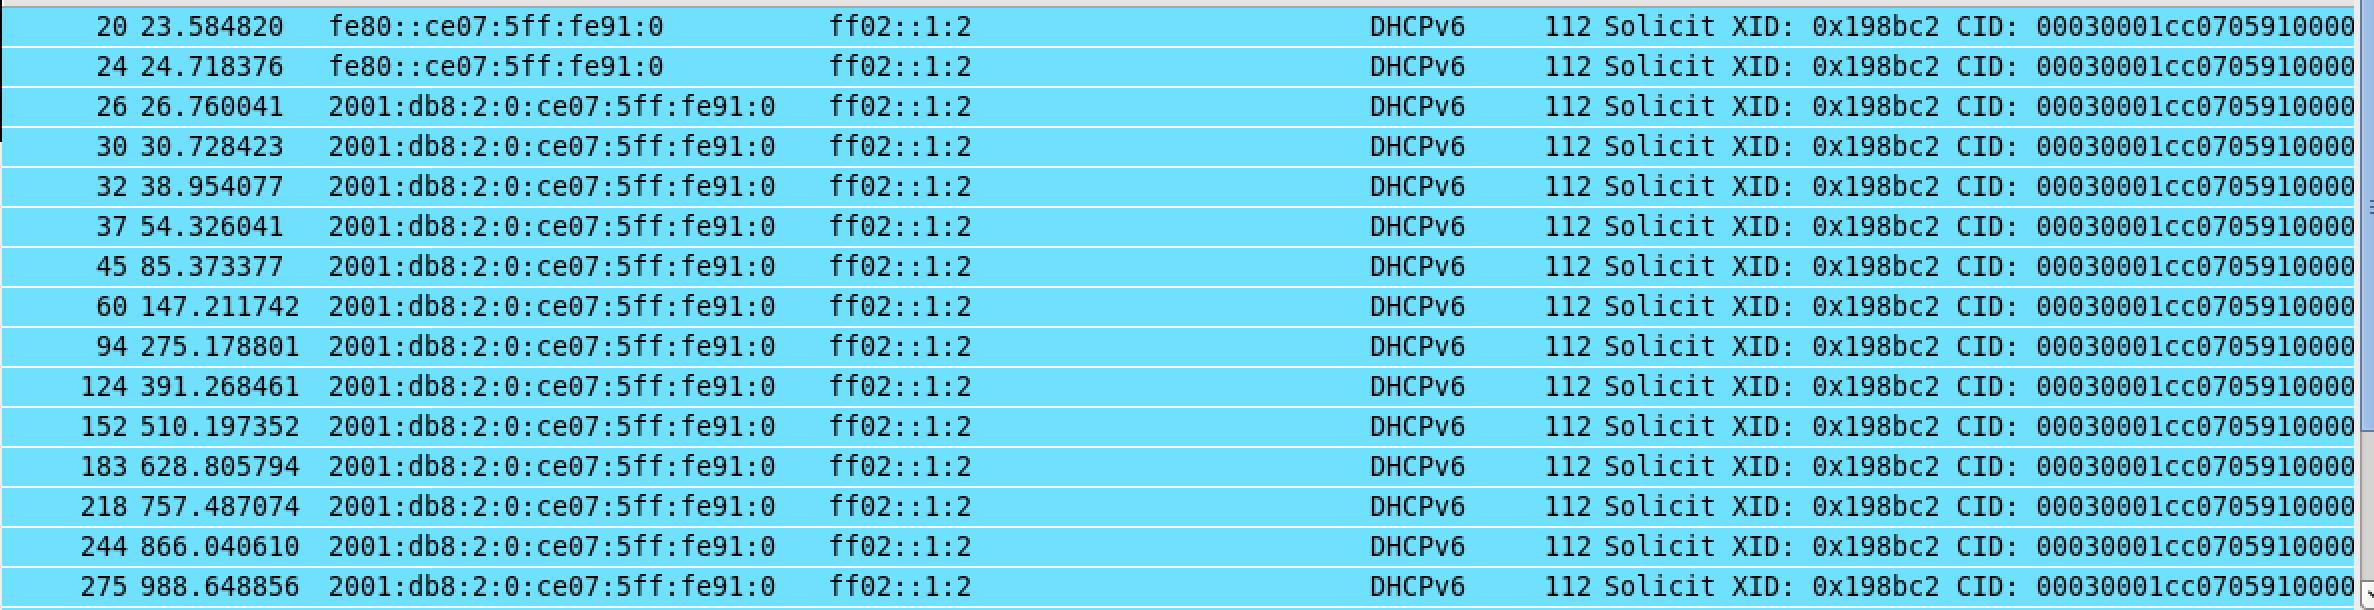 20 23.584820 fe80::ce07:5ff:fe91:0 ff02::1:2 DHCPv6 112 Solicit XID: 0x198bc2 CID: 00030001cc0705910000
24 24.718376 fe80::ce07:5ff:fe91:0 ff02::1:2 DHCPv6 112 Solicit XID: 0x198bc2 CID: 00030001cc0705910000
26 26.760041 2001:db8:2:0:ce07:5ff:fe91:0 ff02::1:2 DHCPv6 112 Solicit XID: 0x198bc2 CID: 00030001cc0705910000
30 30.728423 2001:db8:2:0:ce07:5ff:fe91:0 ff02::1:2 DHCPv6 112 Solicit XID: 0x198bc2 CID: 00030001cc0705910000
32 38.954077 2001:db8:2:0:ce07:5ff:fe91:0 ff02::1:2 DHCPv6 112 Solicit XID: 0x198bc2 CID: 00030001cc0705910000
37 54.326041 2001:db8:2:0:ce07:5ff:fe91:0 ff02::1:2 DHCPv6 112 Solicit XID: 0x198bc2 CID: 00030001cc0705910000
45 85.373377 2001:db8:2:0:ce07:5ff:fe91:0 ff02::1:2 DHCPv6 112 Solicit XID: 0x198bc2 CID: 00030001cc0705910000
60 147.211742 2001:db8:2:0:ce07:5ff:fe91:0 ff02::1:2 DHCPv6 112 Solicit XID: 0x198bc2 CID: 00030001cc0705910000
94 275.178801 2001:db8:2:0:ce07:5ff:fe91:0 ff02::1:2 DHCPv6 112 Solicit XID: 0x198bc2 CID: 00030001cc0705910000
124 391.268461 2001:db8:2:0:ce07:5ff:fe91:0 ff02::1:2 DHCPv6 112 Solicit XID: 0x198bc2 CID: 00030001cc0705910000
152 510.197352 2001:db8:2:0:ce07:5ff:fe91:0 ff02::1:2 DHCPv6 112 Solicit XID: 0x198bc2 CID: 00030001cc0705910000
183 628.805794 2001:db8:2:0:ce07:5ff:fe91:0 ff02::1:2 DHCPv6 112 Solicit XID: 0x198bc2 CID: 00030001cc0705910000
218 757.487074 2001:db8:2:0:ce07:5ff:fe91:0 ff02::1:2 DHCPv6 112 Solicit XID: 0x198bc2 CID: 00030001cc0705910000
244 866.040610 2001:db8:2:0:ce07:5ff:fe91:0 ff02::1:2 DHCPv6 112 Solicit XID: 0x198bc2 CID: 00030001cc0705910000
275 988.648856 2001:db8:2:0:ce07:5ff:fe91:0 ff02::1:2 DHCPv6 112 Solicit XID: 0x198bc2 CID: 00030001cc0705910000